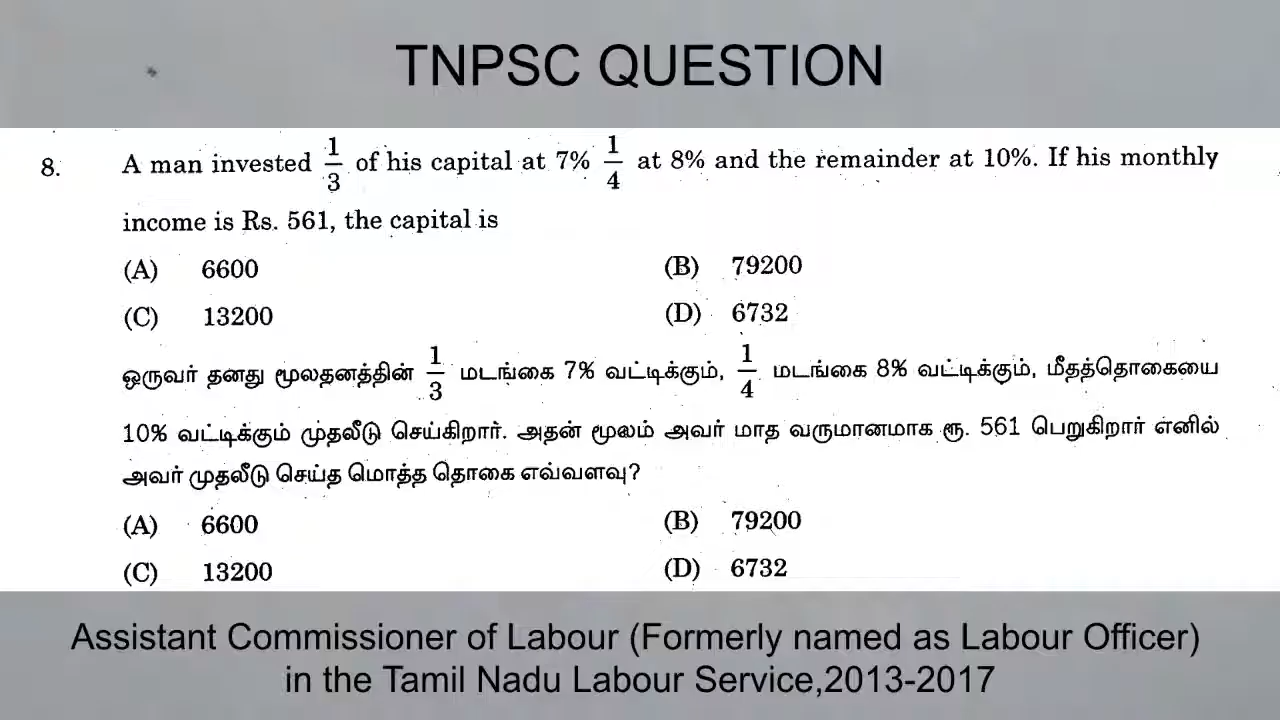 TNPSC QUESTION
8. A man invested 1/3 of his capital at 7% 1/4 at 8% and the remainder at 10%. If his monthly
income is Rs. 561, the capital is
(A) 6600 (B) 79200
(C) 13200 (D) 6732
ஒருவர் தனது மூலதனத்தின் 1/3 மடங்கை 7% வட்டிக்கும், 1/4 மடங்கை 8% வட்டிக்கும், மீதத்தொகையை
10% வட்டிக்கும் முதலீடு செய்கிறார். அதன் மூலம் அவர் மாத வருமானமாக ரூ. 561 பெறுகிறார் எனில்
அவர் முதலீடு செய்த மொத்த தொகை எவ்வளவு?
(A) 6600 (B) 79200
(C) 13200 (D) 6732
Assistant Commissioner of Labour (Formerly named as Labour Officer)
in the Tamil Nadu Labour Service,2013-2017